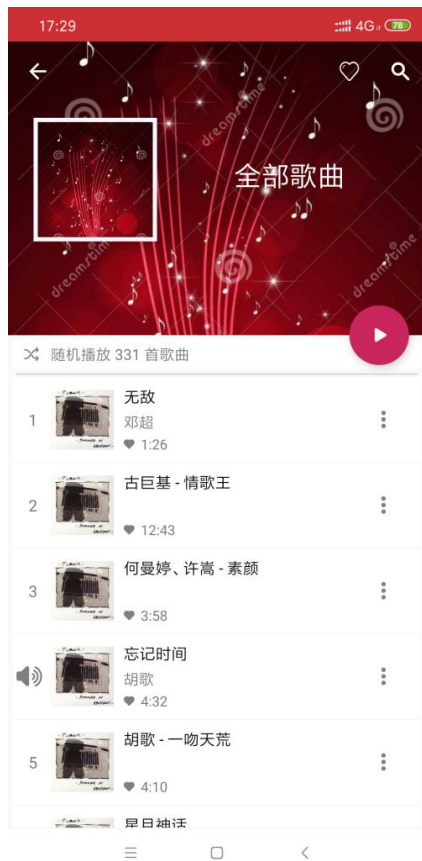 17:29
4G
78
dreamstime
全部歌曲
dreamstime
dreamstime
随机播放 331 首歌曲
1
无敌
邓超
1:26
2
古巨基 - 情歌王
12:43
3
何曼婷、许嵩 - 素颜
3:58
忘记时间
胡歌
4:32
5
胡歌 - 一吻天荒
4:10
星月神话